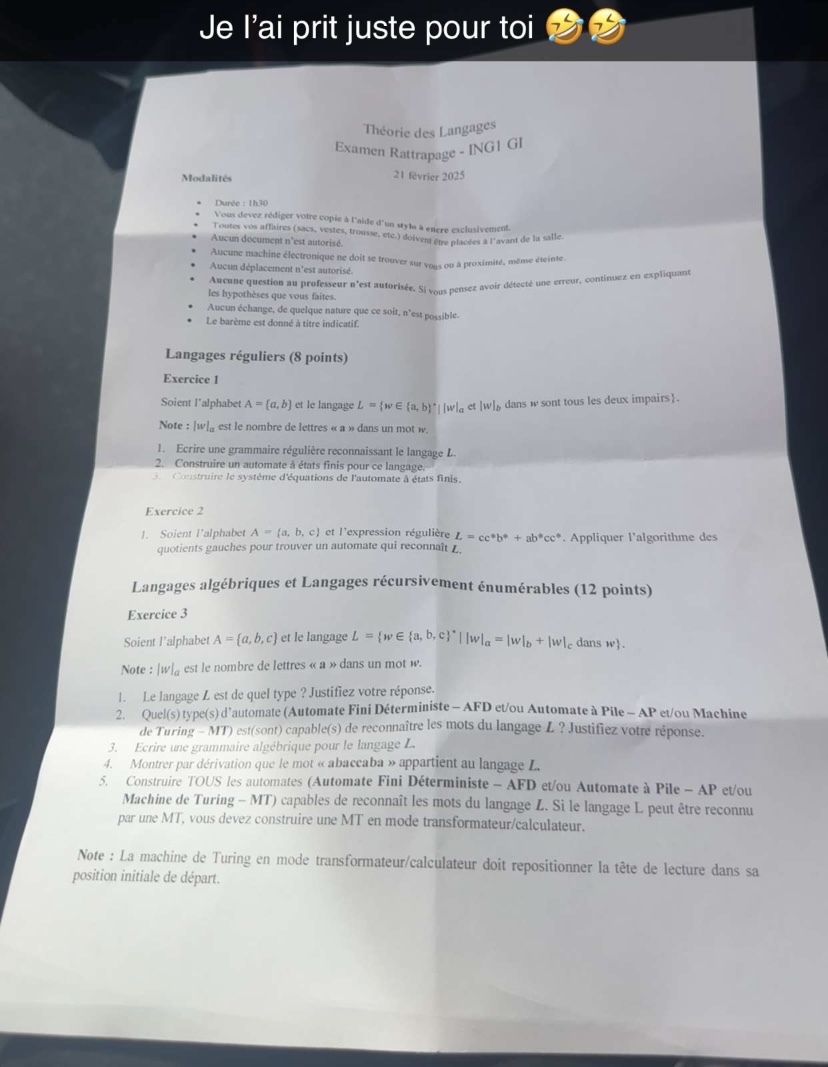 Je l’ai prit juste pour toi 🤣🤣
Théorie des Langages
Examen Rattrapage - ING1 GI
21 février 2025
Modalités
• Durée : 1h30
• Vous devez rédiger votre copie à l'aide d'un stylo à encre exclusivement.
• Toutes vos affaires (sacs, vestes, trousse, etc.) doivent être placées à l'avant de la salle.
• Aucun document n'est autorisé.
• Aucune machine électronique ne doit se trouver sur vous ou à proximité, même éteinte.
• Aucun déplacement n'est autorisé.
• Aucune question au professeur n'est autorisée. Si vous pensez avoir détecté une erreur, continuez en expliquant
les hypothèses que vous faites.
• Aucun échange, de quelque nature que ce soit, n'est possible.
• Le barème est donné à titre indicatif.
Langages réguliers (8 points)
Exercice 1
Soient l'alphabet A = {a, b} et le langage L = {w ∈ {a, b}* | |w|a et |w|b dans w sont tous les deux impairs}.
Note : |w|a est le nombre de lettres « a » dans un mot w.
1. Ecrire une grammaire régulière reconnaissant le langage L.
2. Construire un automate à états finis pour ce langage.
3. Construire le système d'équations de l'automate à états finis.
Exercice 2
1. Soient l'alphabet A = {a, b, c} et l'expression régulière L = cc*b* + ab*cc*. Appliquer l'algorithme des
quotients gauches pour trouver un automate qui reconnaît L.
Langages algébriques et Langages récursivement énumérables (12 points)
Exercice 3
Soient l'alphabet A = {a, b, c} et le langage L = {w ∈ {a, b, c}* | |w|a = |w|b + |w|c dans w}.
Note : |w|a est le nombre de lettres « a » dans un mot w.
1. Le langage L est de quel type ? Justifiez votre réponse.
2. Quel(s) type(s) d'automate (Automate Fini Déterministe – AFD et/ou Automate à Pile – AP et/ou Machine
de Turing – MT) est(sont) capable(s) de reconnaître les mots du langage L ? Justifiez votre réponse.
3. Ecrire une grammaire algébrique pour le langage L.
4. Montrer par dérivation que le mot « abaccaba » appartient au langage L.
5. Construire TOUS les automates (Automate Fini Déterministe – AFD et/ou Automate à Pile – AP et/ou
Machine de Turing – MT) capables de reconnaît les mots du langage L. Si le langage L peut être reconnu
par une MT, vous devez construire une MT en mode transformateur/calculateur.
Note : La machine de Turing en mode transformateur/calculateur doit repositionner la tête de lecture dans sa
position initiale de départ.